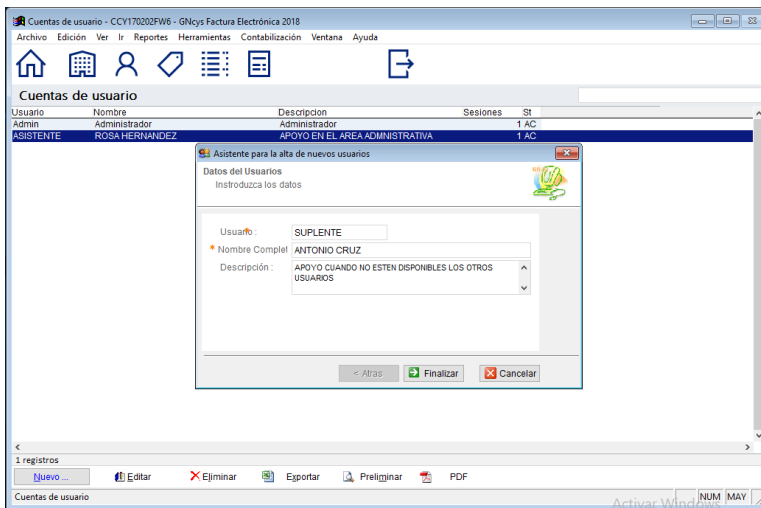 Cuentas de usuario - CCY170202FW6 - GNcys Factura Electrónica 2018
Archivo Edición Ver Ir Reportes Herramientas Contabilización Ventana Ayuda
Cuentas de usuario
Usuario Nombre Descripcion Sesiones St
Admin Administrador Administrador 1 AC
ASISTENTE ROSA HERNANDEZ APOYO EN EL AREA ADMNISTRATIVA 1 AC
Asistente para la alta de nuevos usuarios
Datos del Usuarios
Instroduzca los datos
Usuario : SUPLENTE
* Nombre Complet ANTONIO CRUZ
Descripción : APOYO CUANDO NO ESTEN DISPONIBLES LOS OTROS
USUARIOS
< Atras Finalizar Cancelar
1 registros
Nuevo ... Editar Eliminar Exportar Preliminar PDF
Cuentas de usuario NUM MAY
Activar Windows